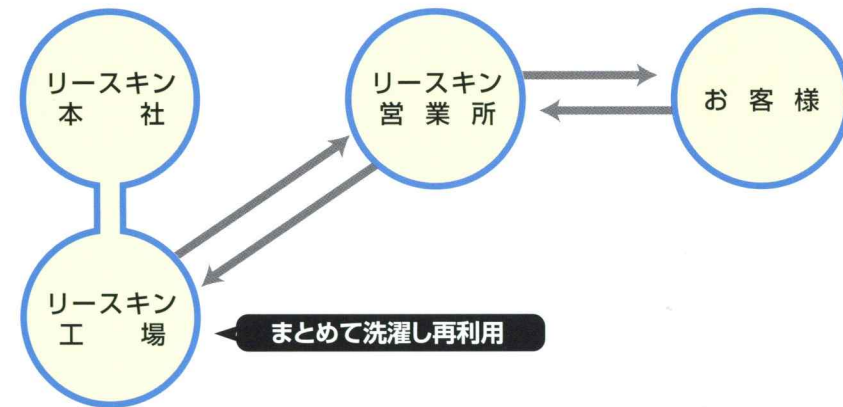 リースキン
本社
リースキン
営業所
お客様
リースキン
工場
まとめて洗濯し再利用